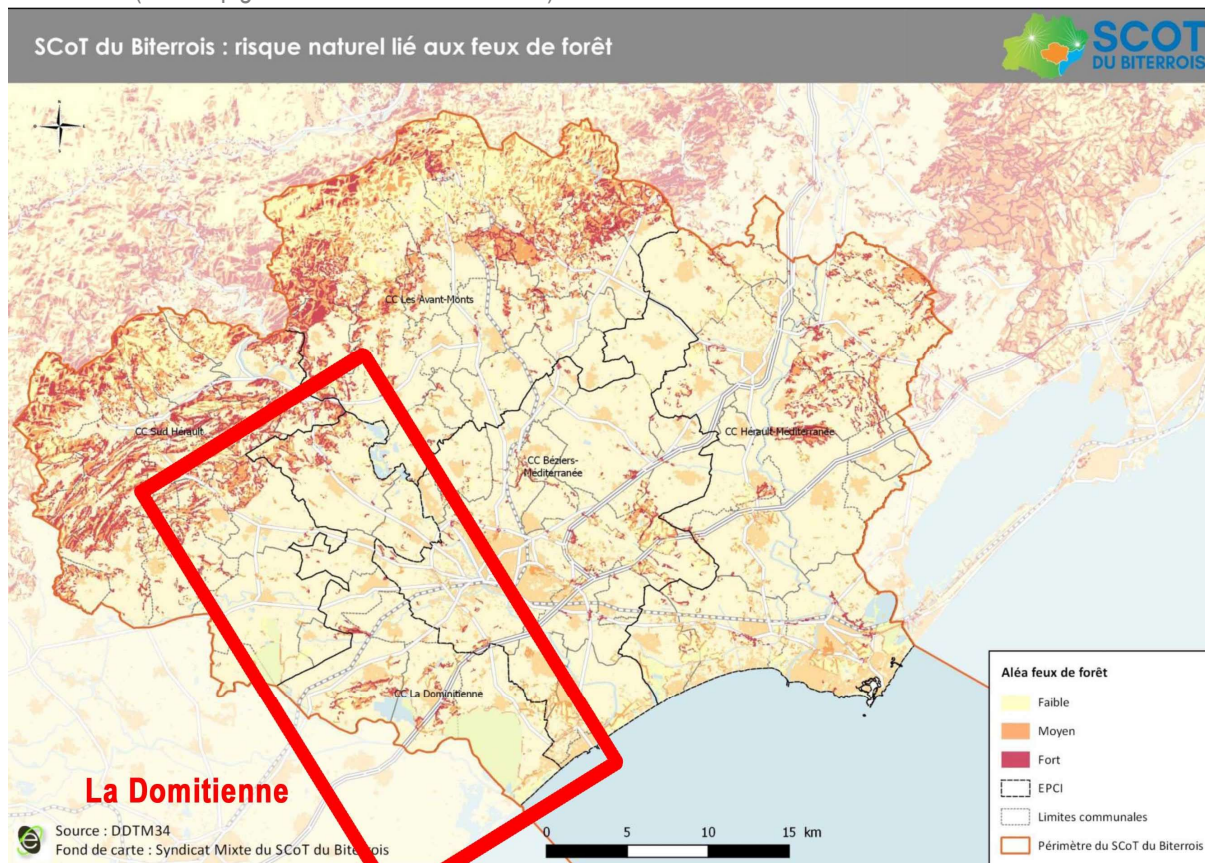 SCoT du Biterrois : risque naturel lié aux feux de forêt
SCOT
DU BITERROIS
CC Les Avant-Monts
CC Sud Hérault
CC Hérault-Méditerranée
CC Béziers-
Méditerranée
CC La Dominitienne
La Domitienne
Source : DDTM34
Fond de carte : Syndicat Mixte du SCoT du Biterrois
0 5 10 15 km
Aléa feux de forêt
Faible
Moyen
Fort
EPCI
Limites communales
Périmètre du SCoT du Biterrois